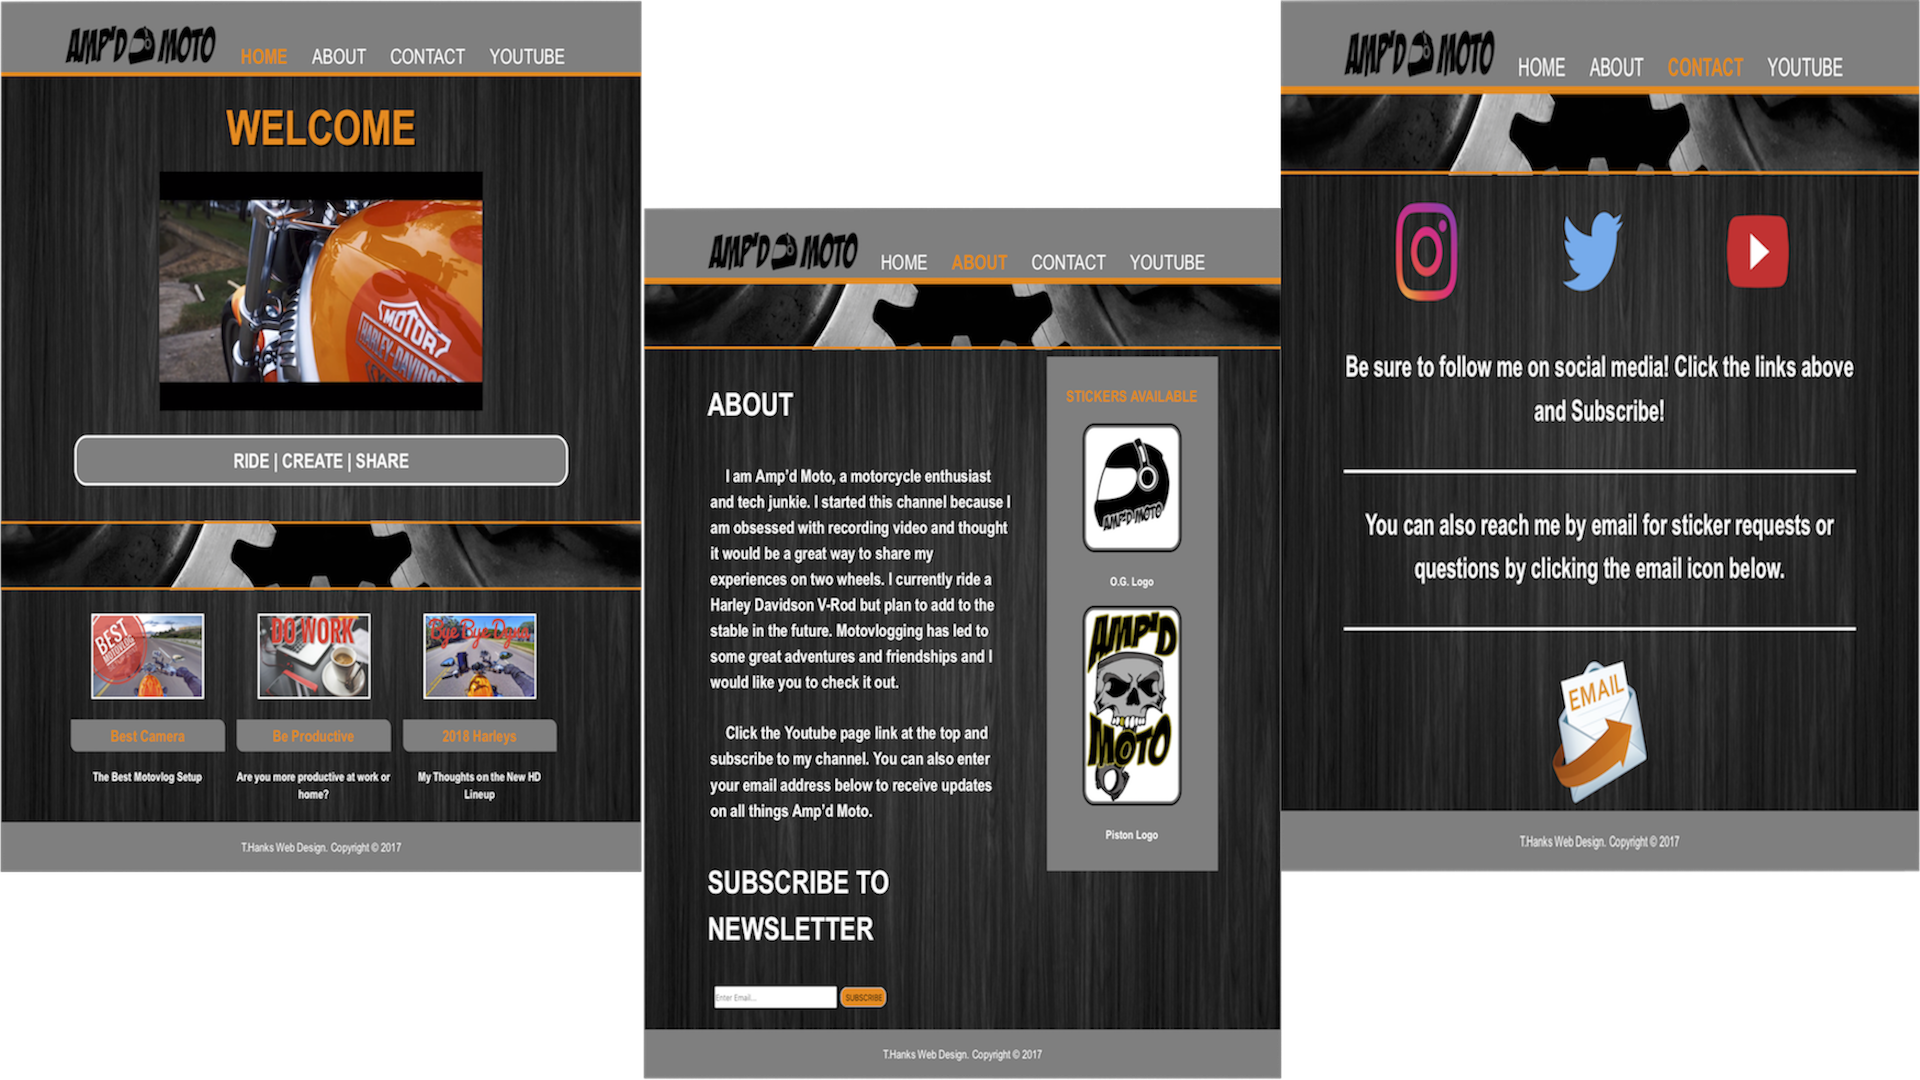 AMP'D MOTO
HOME ABOUT CONTACT YOUTUBE
WELCOME
MOTOR
HARLEY-DAVIDSON
RIDE | CREATE | SHARE
BEST
MOTOVLOG
DO WORK
Bye Bye Dyna
Best Camera
Be Productive
2018 Harleys
The Best Motovlog Setup
Are you more productive at work or
home?
My Thoughts on the New HD
Lineup
T.Hanks Web Design. Copyright © 2017
AMP'D MOTO
HOME ABOUT CONTACT YOUTUBE
ABOUT
I am Amp'd Moto, a motorcycle enthusiast
and tech junkie. I started this channel because I
am obsessed with recording video and thought
it would be a great way to share my
experiences on two wheels. I currently ride a
Harley Davidson V-Rod but plan to add to the
stable in the future. Motovlogging has led to
some great adventures and friendships and I
would like you to check it out.
Click the Youtube page link at the top and
subscribe to my channel. You can also enter
your email address below to receive updates
on all things Amp'd Moto.
SUBSCRIBE TO
NEWSLETTER
Enter Email...
SUBSCRIBE
STICKERS AVAILABLE
AMP'D MOTO
O.G. Logo
AMP'D
MOTO
Piston Logo
T.Hanks Web Design. Copyright © 2017
AMP'D MOTO
HOME ABOUT CONTACT YOUTUBE
Be sure to follow me on social media! Click the links above
and Subscribe!
You can also reach me by email for sticker requests or
questions by clicking the email icon below.
EMAIL
T.Hanks Web Design. Copyright © 2017